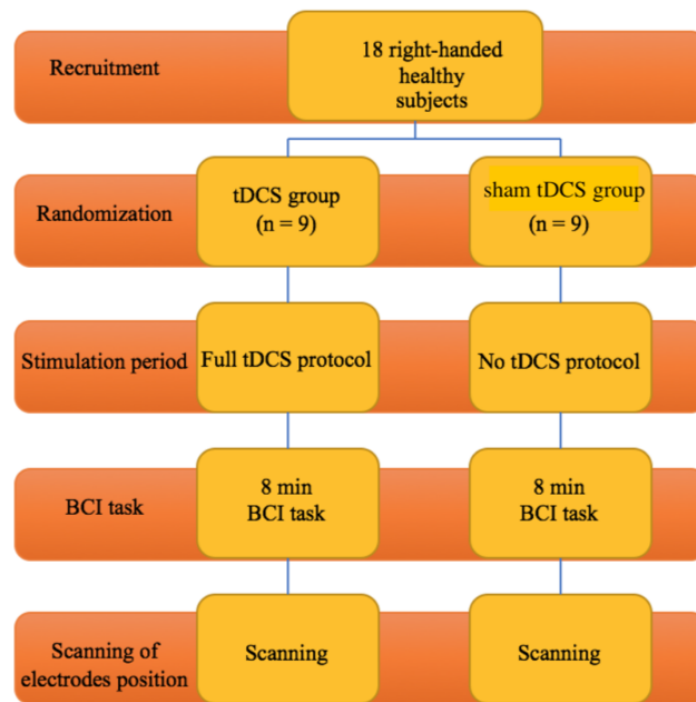 Recruitment
18 right-handed
healthy
subjects
Randomization
tDCS group
(n = 9)
sham tDCS group
(n = 9)
Stimulation period
Full tDCS protocol
No tDCS protocol
BCI task
8 min
BCI task
8 min
BCI task
Scanning of
electrodes position
Scanning
Scanning